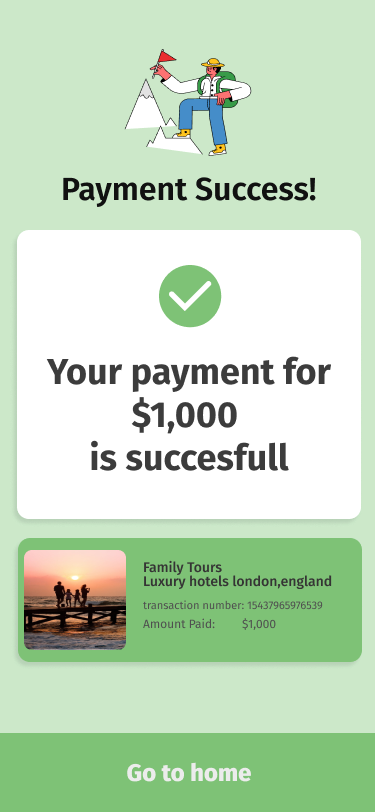 Payment Success!
Your payment for
$1,000
is succesfull
Family Tours
Luxury hotels london,england
transaction number: 15437965976539
Amount Paid: $1,000
Go to home